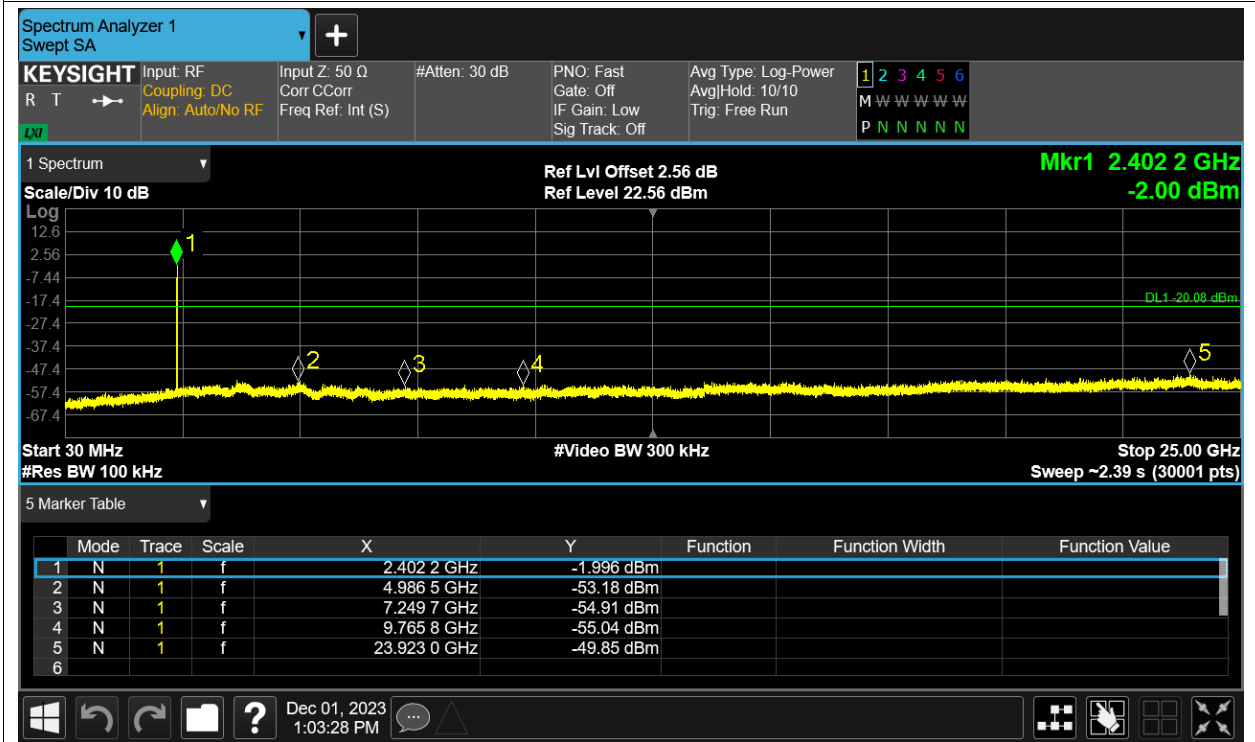 Spectrum Analyzer 1
Swept SA
+
KEYSIGHT
R T
LXI
Input: RF
Coupling: DC
Align: Auto/No RF
Input Z: 50 Ω
Corr CCorr
Freq Ref: Int (S)
#Atten: 30 dB
PNO: Fast
Gate: Off
IF Gain: Low
Sig Track: Off
Avg Type: Log-Power
Avg|Hold: 10/10
Trig: Free Run
1 2 3 4 5 6
M W W W W W
P N N N N N
1 Spectrum
Scale/Div 10 dB
Ref Lvl Offset 2.56 dB
Ref Level 22.56 dBm
Mkr1 2.402 2 GHz
-2.00 dBm
Log
12.6
2.56
-7.44
-17.4
-27.4
-37.4
-47.4
-57.4
-67.4
1
2
3
4
5
DL1 -20.08 dBm
Start 30 MHz
#Res BW 100 kHz
#Video BW 300 kHz
Stop 25.00 GHz
Sweep ~2.39 s (30001 pts)
5 Marker Table
Mode Trace Scale X Y Function Function Width Function Value
1 N 1 f 2.402 2 GHz -1.996 dBm
2 N 1 f 4.986 5 GHz -53.18 dBm
3 N 1 f 7.249 7 GHz -54.91 dBm
4 N 1 f 9.765 8 GHz -55.04 dBm
5 N 1 f 23.923 0 GHz -49.85 dBm
6
?
Dec 01, 2023
1:03:28 PM